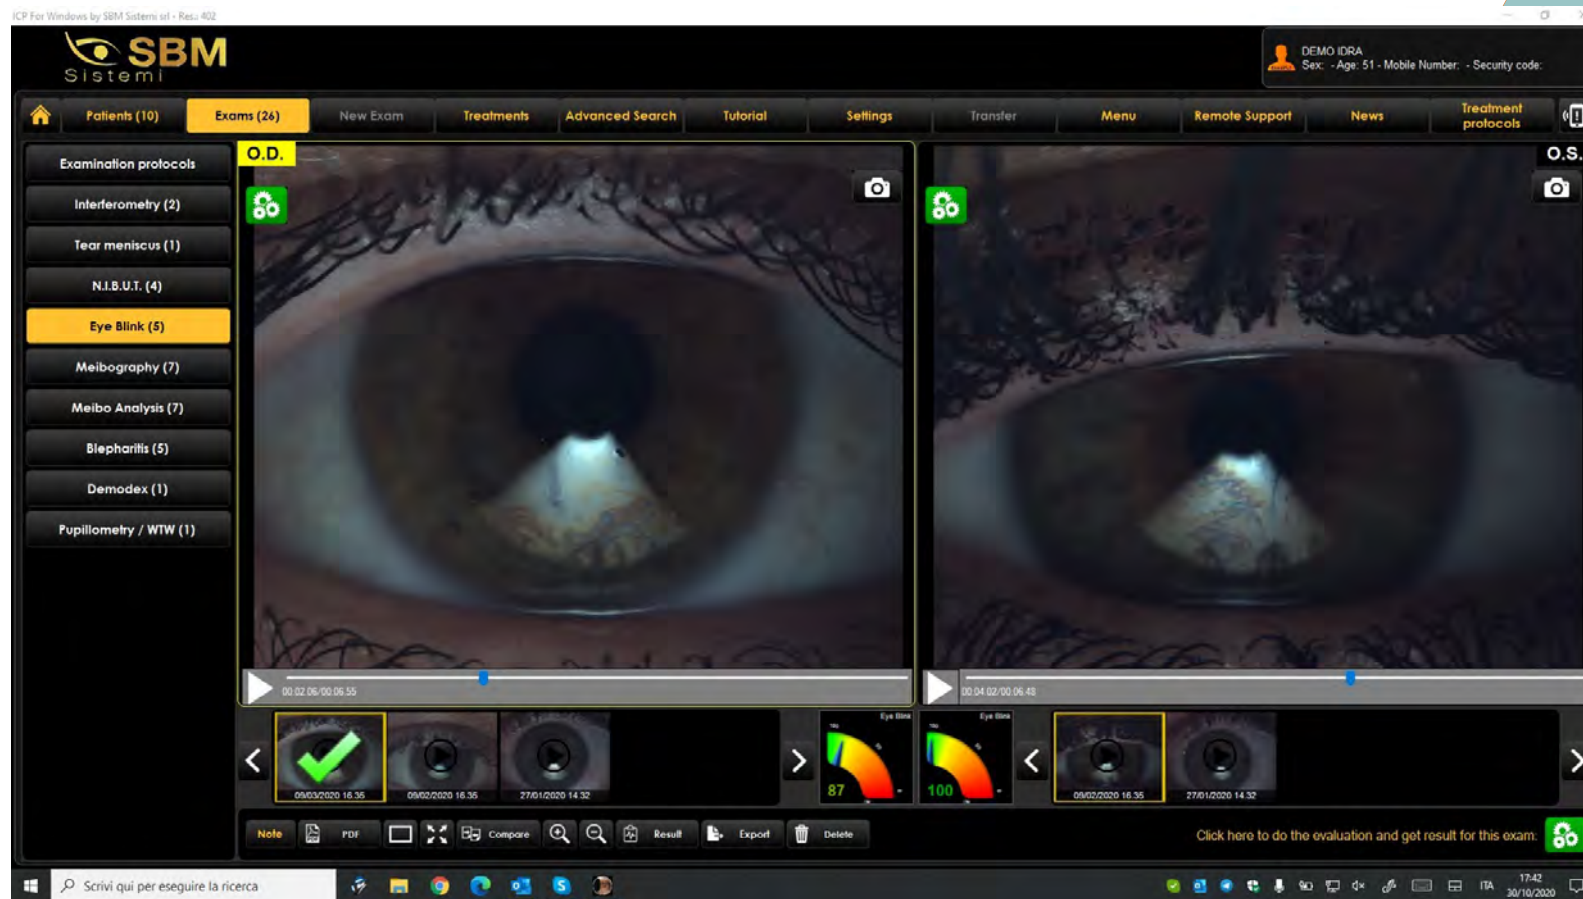 ICP For Windows by SBM Sistemi srl - Res.: 402
SBM
Sistemi
DEMO IDRA
Sex: - Age: 51 - Mobile Number: - Security code:
Patients (10)
Exams (26)
New Exam
Treatments
Advanced Search
Tutorial
Settings
Transfer
Menu
Remote Support
News
Treatment
protocols
Examination protocols
Interferometry (2)
Tear meniscus (1)
N.I.B.U.T. (4)
Eye Blink (5)
Meibography (7)
Meibo Analysis (7)
Blepharitis (5)
Demodex (1)
Pupillometry / WTW (1)
O.D.
O.S.
00:02.06/00:06.55
00:04.02/00:06.48
09/03/2020 16.35
09/02/2020 16.35
27/01/2020 14.32
Eye Blink
87
Eye Blink
100
09/02/2020 16.35
27/01/2020 14.32
Note
PDF
Compare
Result
Export
Delete
Click here to do the evaluation and get result for this exam:
Scrivi qui per eseguire la ricerca
ITA
17:42
30/10/2020